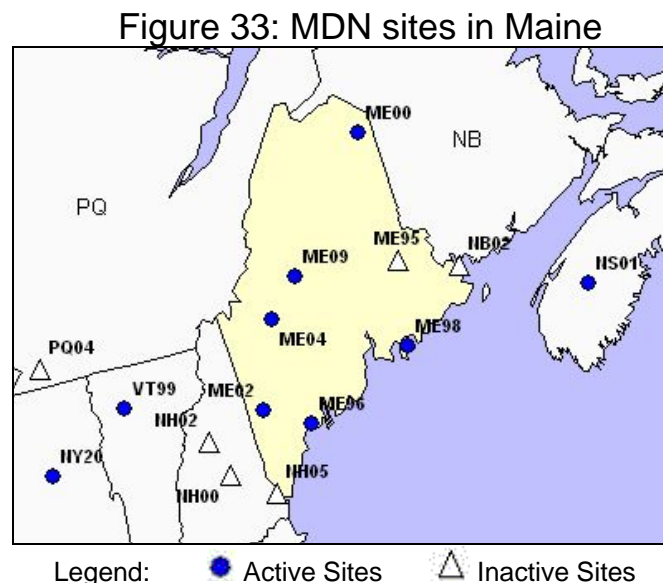 Figure 33: MDN sites in Maine
ME00
NB
PQ
ME95
NB02
ME09
NS01
ME98
ME04
PQ04
VT99
ME02
ME96
NH02
NY20
NH05
NH00
Legend: Active Sites Inactive Sites